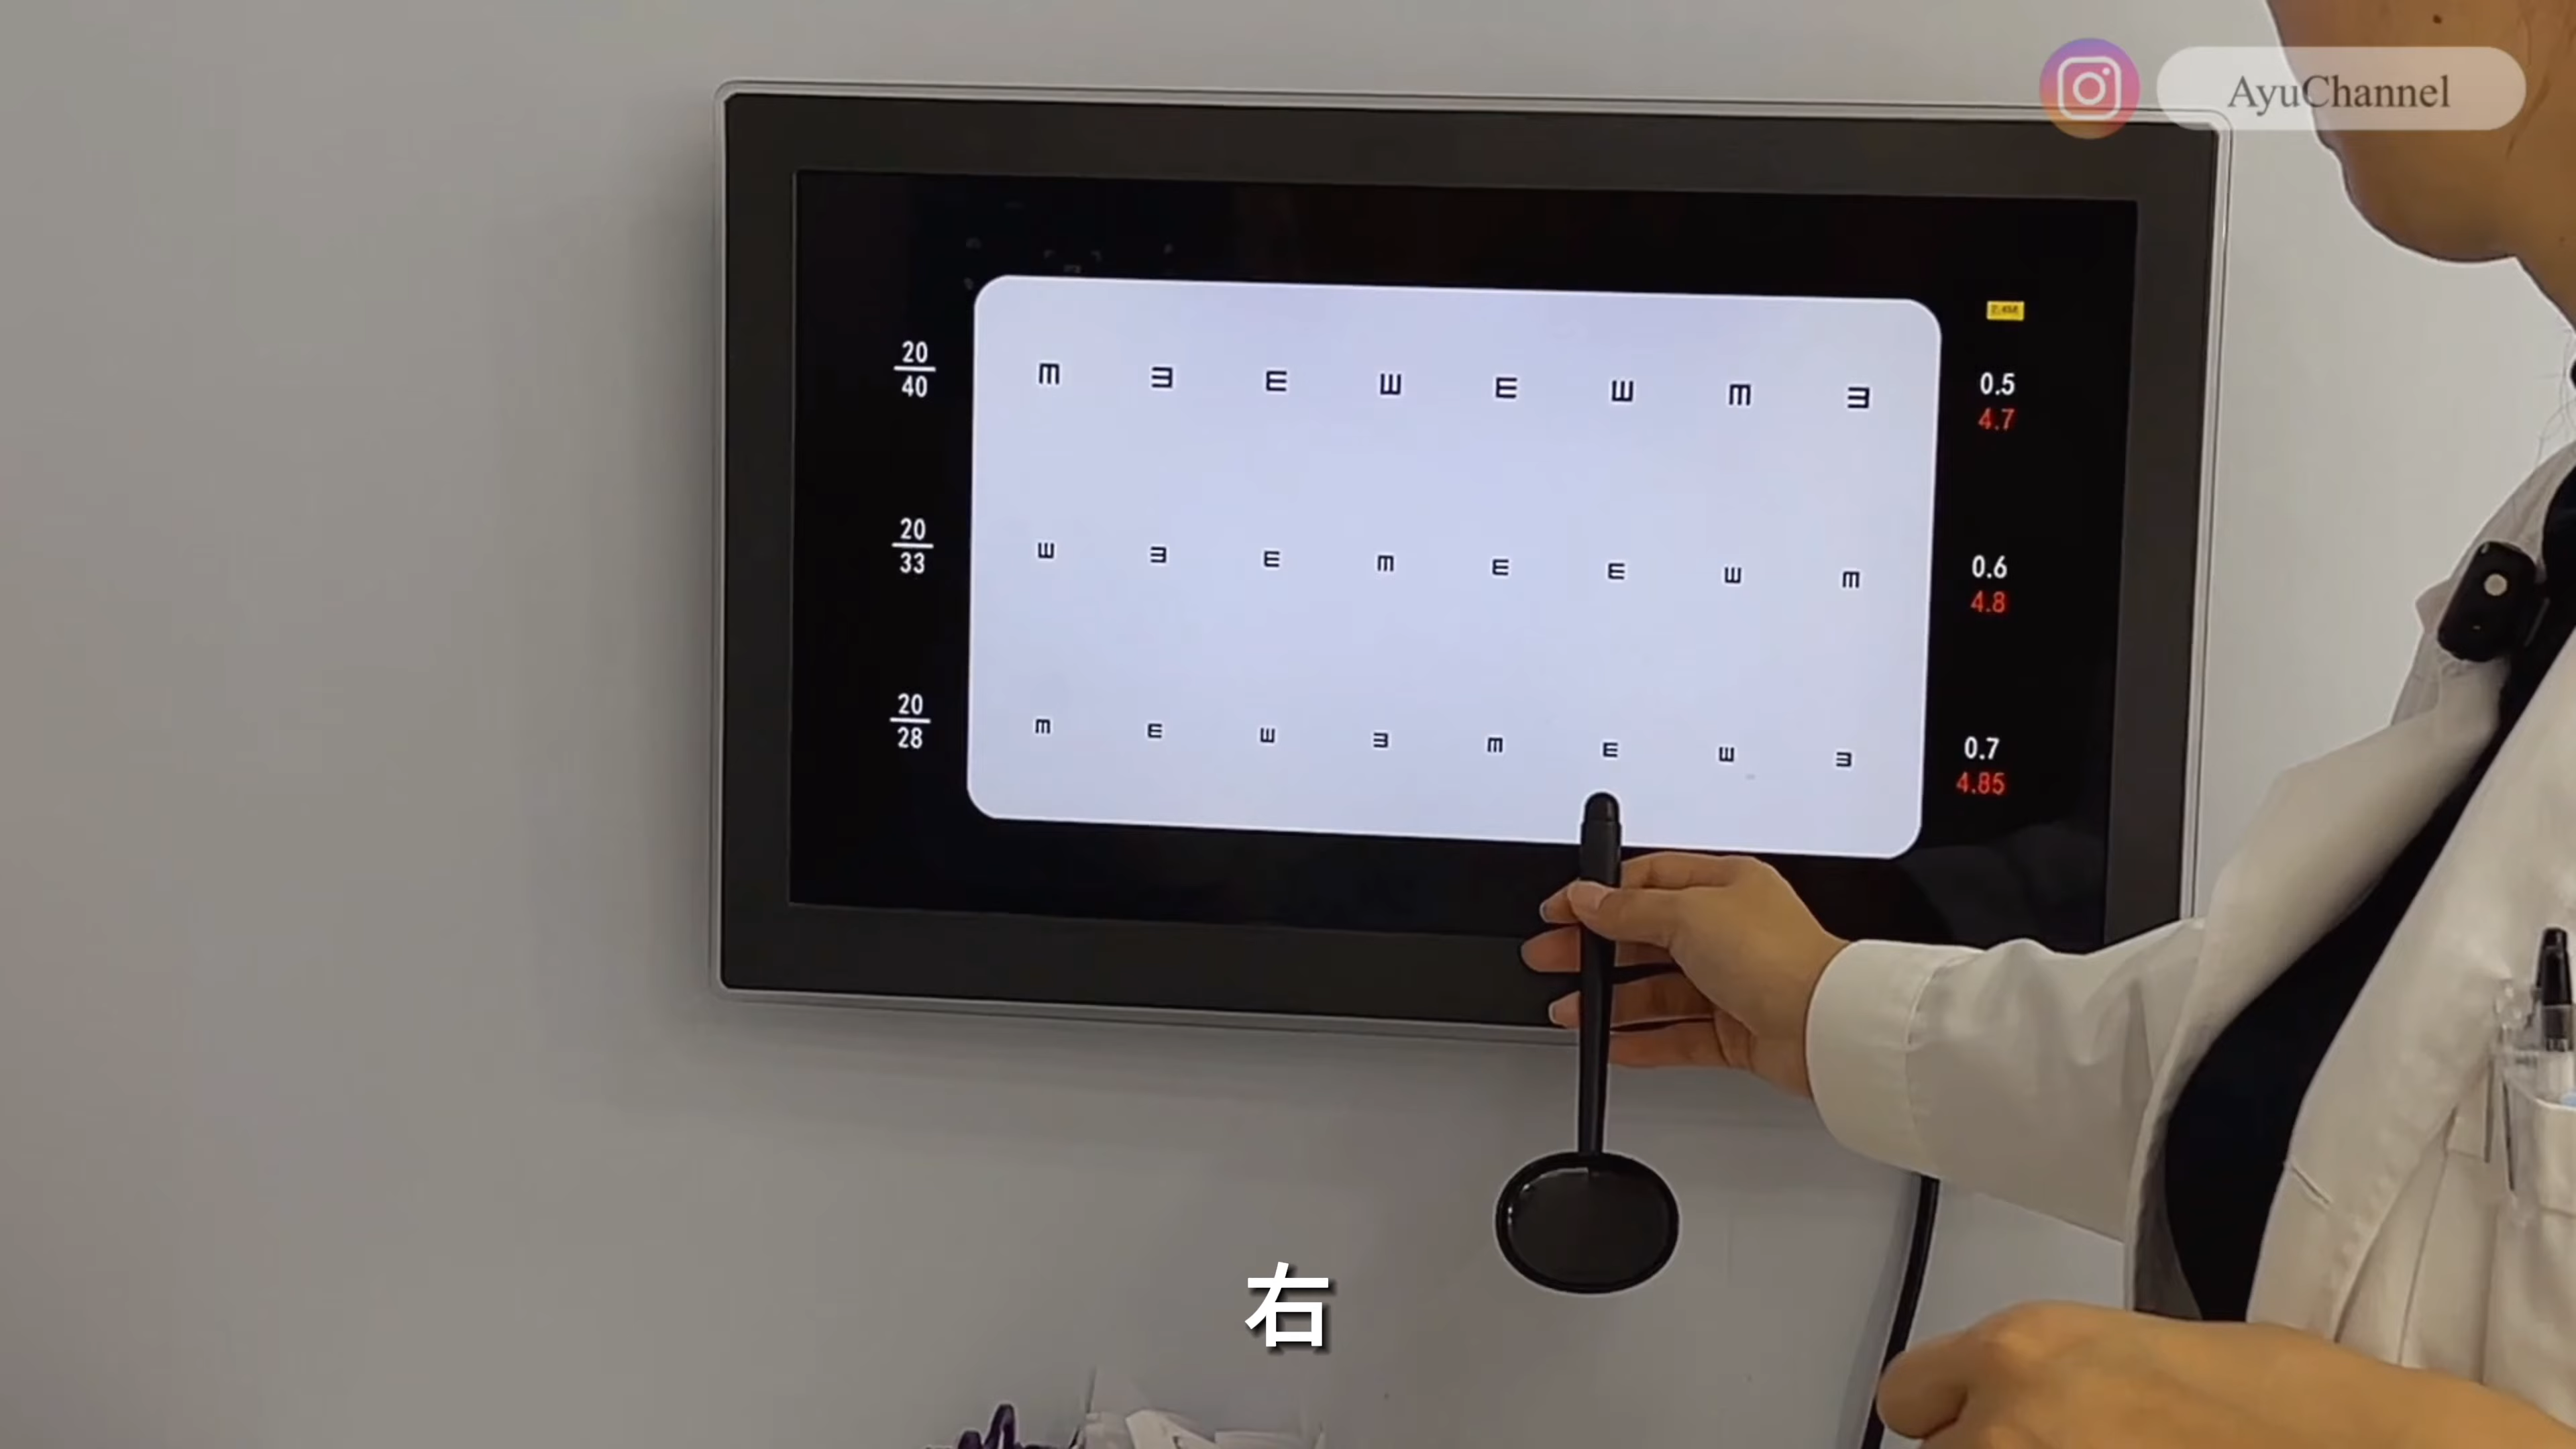 AyuChannel
20/40 m ∃ E Ш E Ш m ∃ 0.5
4.7
20/33 Ш ∃ E m E E Ш m 0.6
4.8
20/28 m E Ш ∃ m E Ш ∃ 0.7
4.85
右